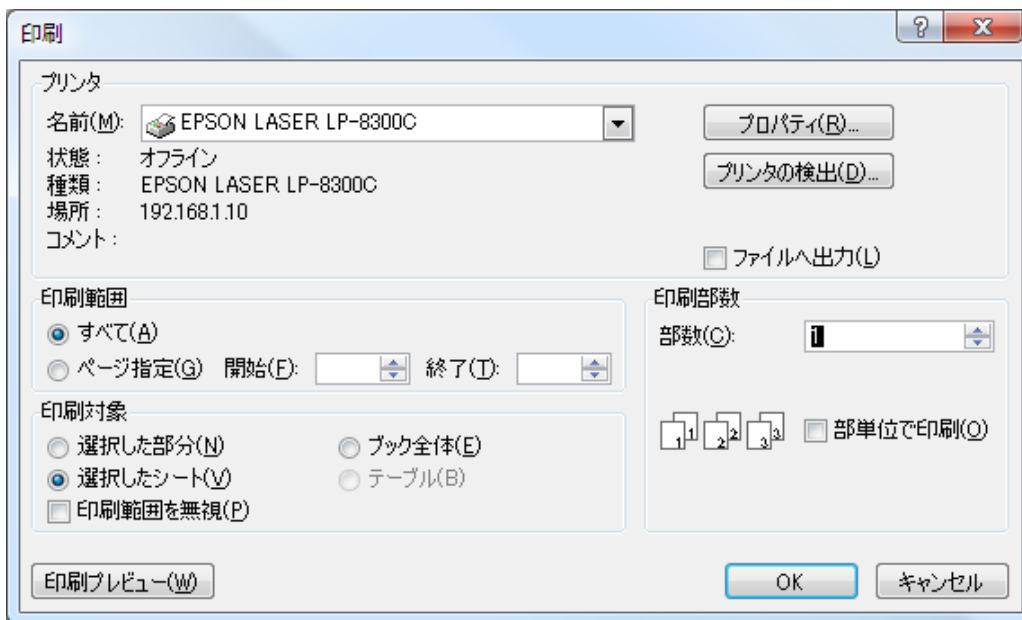 印刷
プリンタ
名前(M): EPSON LASER LP-8300C
プロパティ(R)...
状態： オフライン
プリンタの検出(D)...
種類： EPSON LASER LP-8300C
場所： 192.168.1.10
コメント：
ファイルへ出力(L)
印刷範囲
すべて(A)
ページ指定(G) 開始(F): 終了(T):
印刷部数
部数(C): 1
1 1 2 2 3 3 部単位で印刷(O)
印刷対象
選択した部分(N) ブック全体(E)
選択したシート(V) テーブル(B)
印刷範囲を無視(P)
印刷プレビュー(W) OK キャンセル